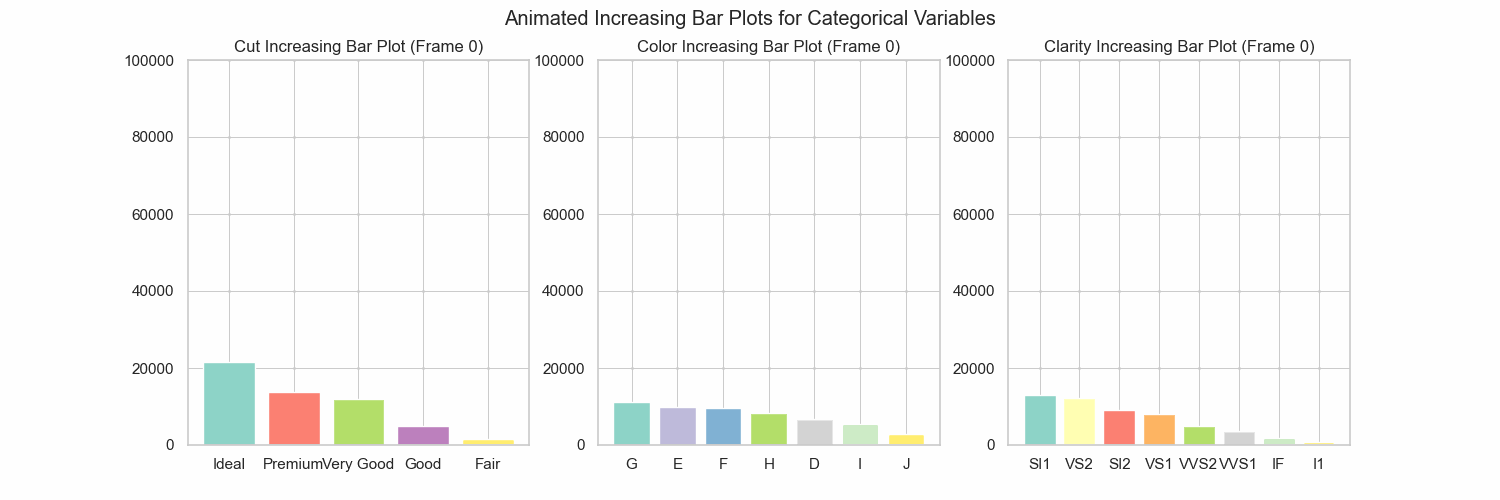 Animated Increasing Bar Plots for Categorical Variables
Cut Increasing Bar Plot (Frame 0)
100000
80000
60000
40000
20000
0
Ideal Premium Very Good Good Fair
Color Increasing Bar Plot (Frame 0)
100000
80000
60000
40000
20000
0
G E F H D I J
Clarity Increasing Bar Plot (Frame 0)
100000
80000
60000
40000
20000
0
SI1 VS2 SI2 VS1 VVS2 VVS1 IF I1